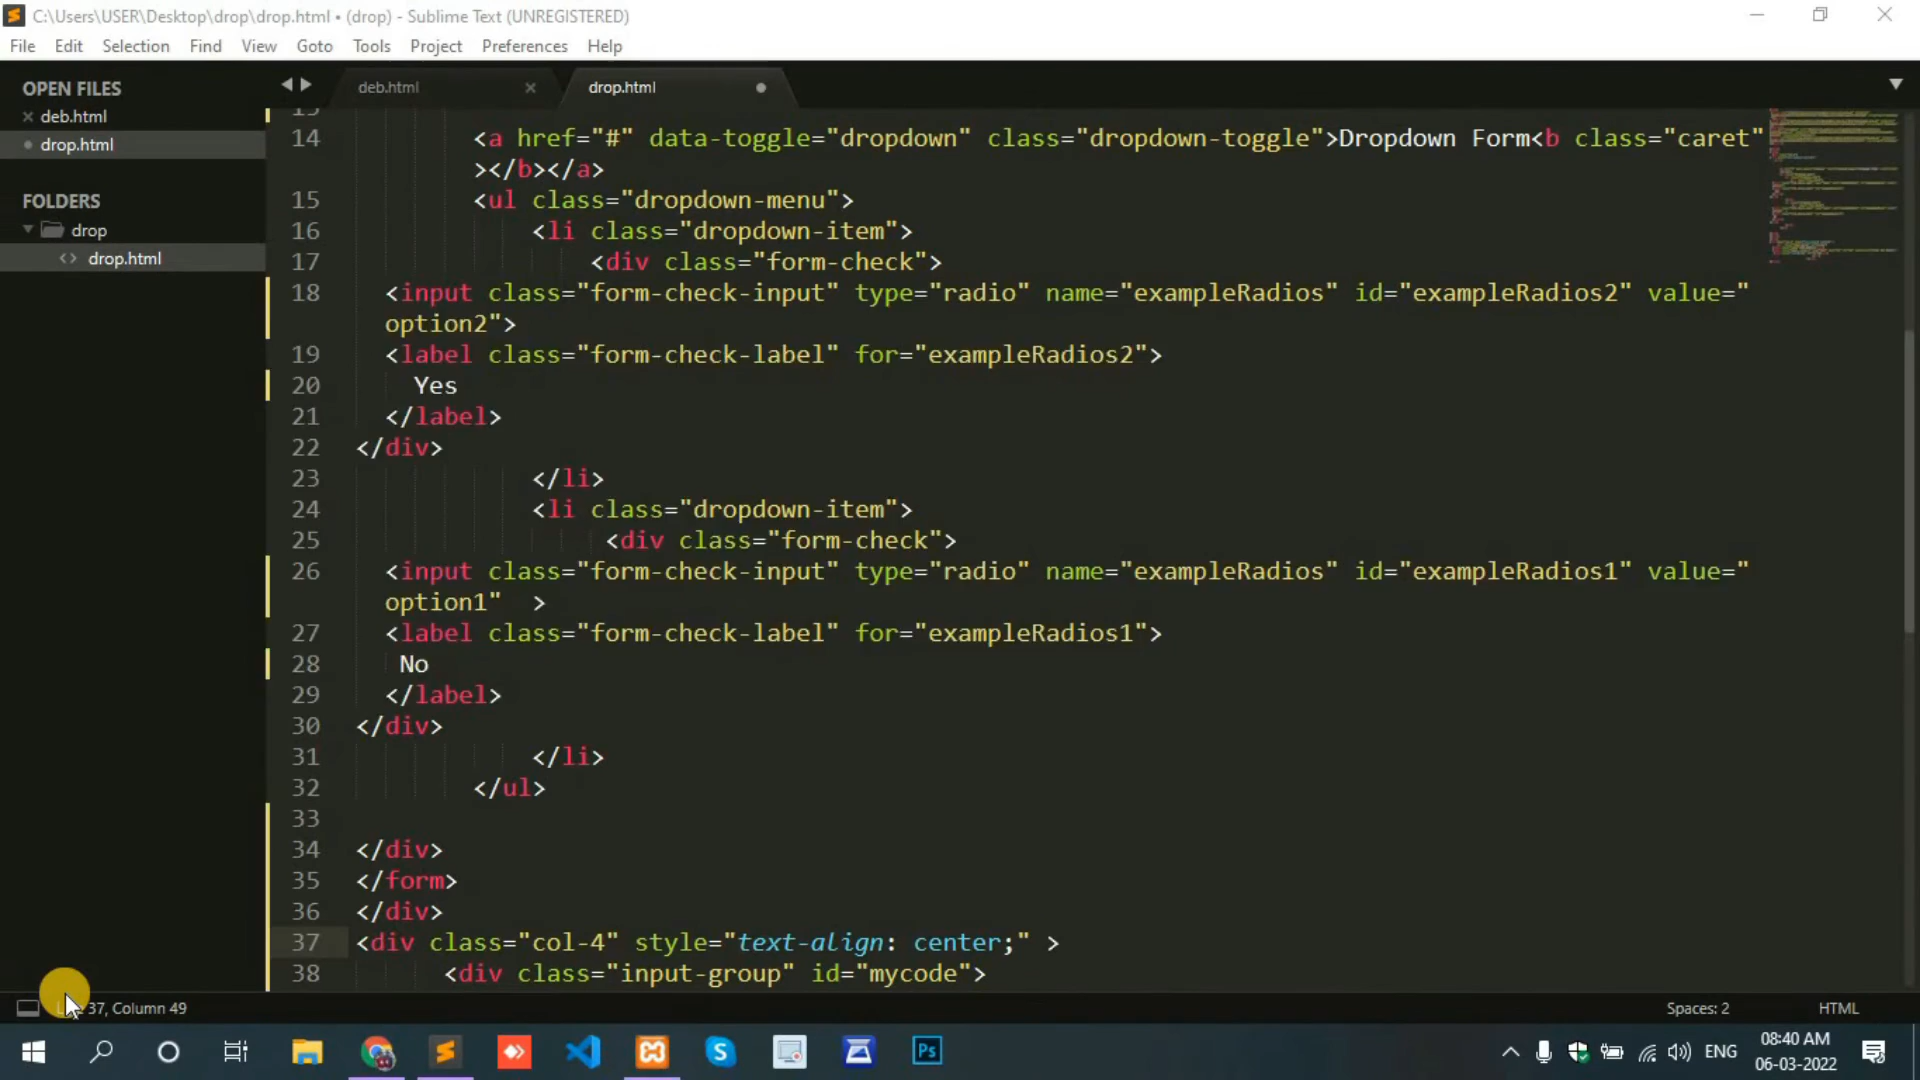 C:\Users\USER\Desktop\drop\drop.html • (drop) - Sublime Text (UNREGISTERED)
File Edit Selection Find View Goto Tools Project Preferences Help
OPEN FILES
deb.html
drop.html
FOLDERS
drop
drop.html
deb.html
drop.html
14 <a href="#" data-toggle="dropdown" class="dropdown-toggle">Dropdown Form<b class="caret"
></b></a>
15 <ul class="dropdown-menu">
16 <li class="dropdown-item">
17 <div class="form-check">
18 <input class="form-check-input" type="radio" name="exampleRadios" id="exampleRadios2" value="
option2">
19 <label class="form-check-label" for="exampleRadios2">
20 Yes
21 </label>
22 </div>
23 </li>
24 <li class="dropdown-item">
25 <div class="form-check">
26 <input class="form-check-input" type="radio" name="exampleRadios" id="exampleRadios1" value="
option1"  >
27 <label class="form-check-label" for="exampleRadios1">
28 No
29 </label>
30 </div>
31 </li>
32 </ul>
33
34 </div>
35 </form>
36 </div>
37 <div class="col-4" style="text-align: center;" >
38 <div class="input-group" id="mycode">
37, Column 49
Spaces: 2
HTML
Ps
ENG
08:40 AM
06-03-2022